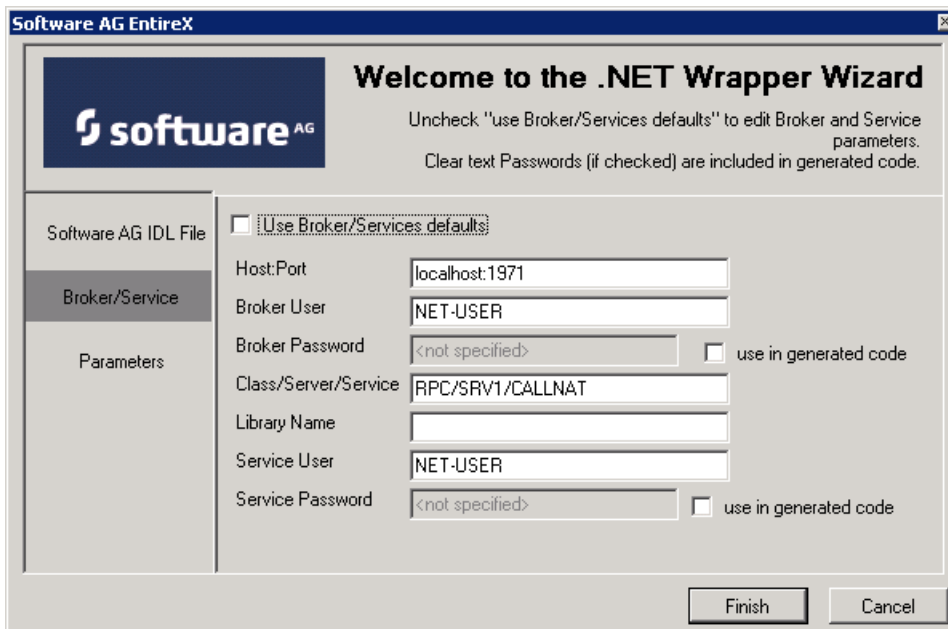 Software AG EntireX
software AG
Welcome to the .NET Wrapper Wizard
Uncheck "use Broker/Services defaults" to edit Broker and Service
parameters.
Clear text Passwords (if checked) are included in generated code.
Software AG IDL File
Broker/Service
Parameters
Use Broker/Services defaults
Host:Port localhost:1971
Broker User NET-USER
Broker Password <not specified> use in generated code
Class/Server/Service RPC/SRV1/CALLNAT
Library Name
Service User NET-USER
Service Password <not specified> use in generated code
Finish Cancel